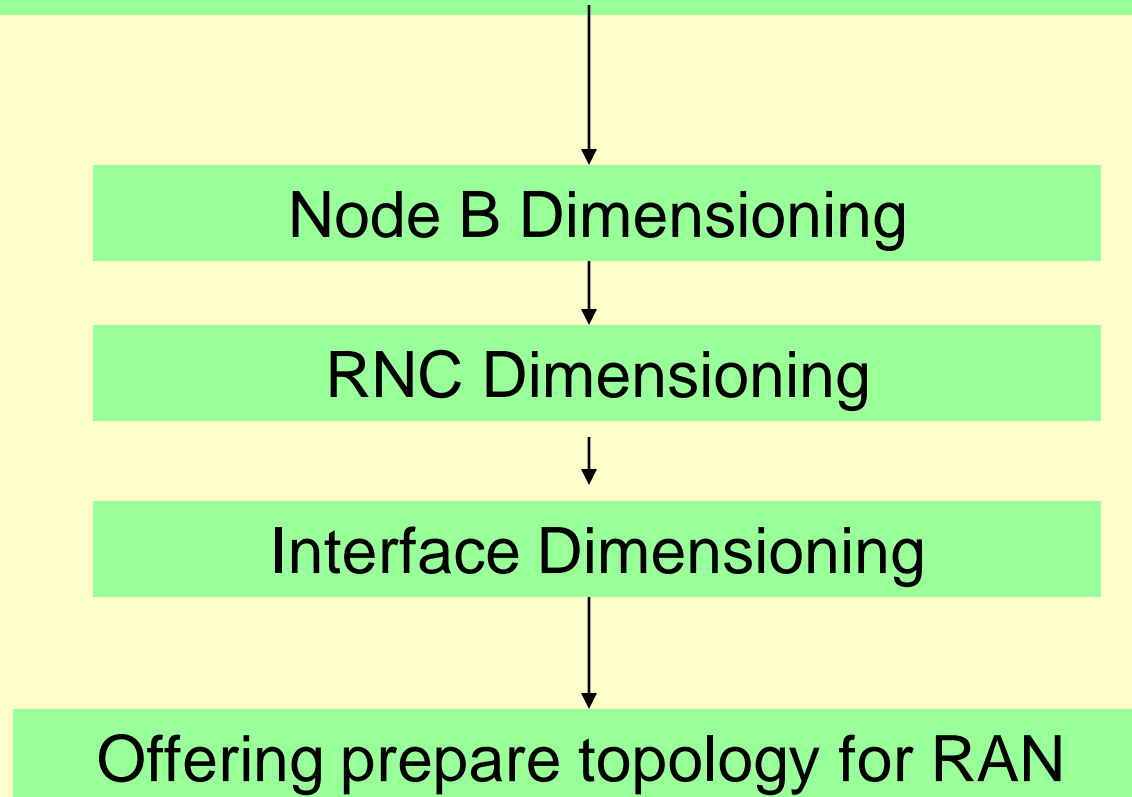 Node B Dimensioning
RNC Dimensioning
Interface Dimensioning
Offering prepare topology for RAN